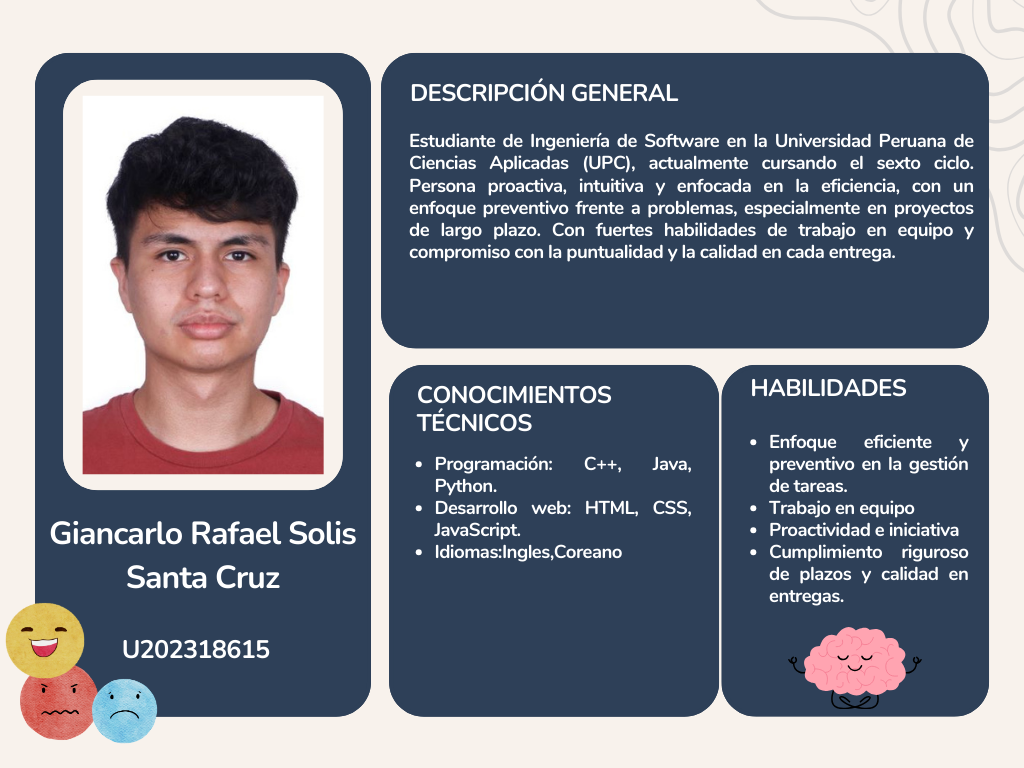 Giancarlo Rafael Solis
Santa Cruz
U202318615
DESCRIPCIÓN GENERAL
Estudiante de Ingeniería de Software en la Universidad Peruana de
Ciencias Aplicadas (UPC), actualmente cursando el sexto ciclo.
Persona proactiva, intuitiva y enfocada en la eficiencia, con un
enfoque preventivo frente a problemas, especialmente en proyectos
de largo plazo. Con fuertes habilidades de trabajo en equipo y
compromiso con la puntualidad y la calidad en cada entrega.
CONOCIMIENTOS
TÉCNICOS
• Programación: C++, Java,
Python.
• Desarrollo web: HTML, CSS,
JavaScript.
• Idiomas:Ingles,Coreano
HABILIDADES
• Enfoque eficiente y
preventivo en la gestión
de tareas.
• Trabajo en equipo
• Proactividad e iniciativa
• Cumplimiento riguroso
de plazos y calidad en
entregas.